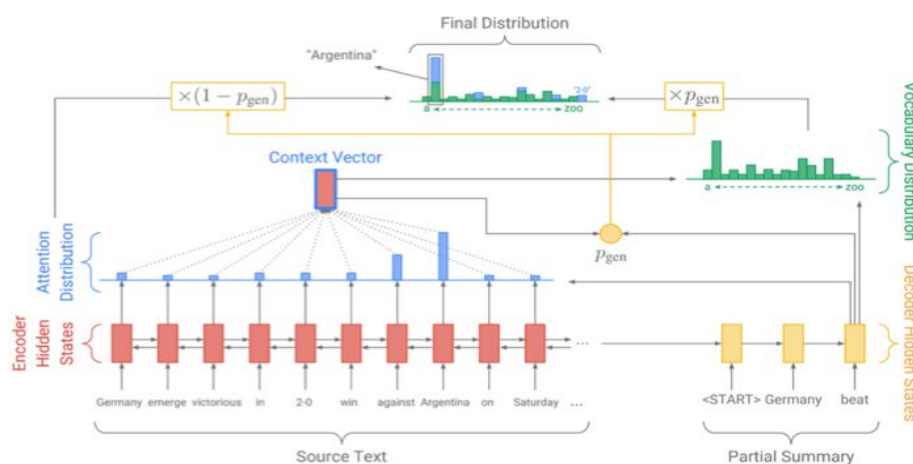 Final Distribution
"Argentina"
×(1 − p_gen)
"2-0"
×p_gen
a
zoo
Context Vector
a
zoo
Vocabulary Distribution
Attention
Distribution
p_gen
Encoder
Hidden
States
Decoder Hidden States
...
Germany emerge victorious in 2-0 win against Argentina on Saturday ...
<START> Germany beat
Source Text
Partial Summary